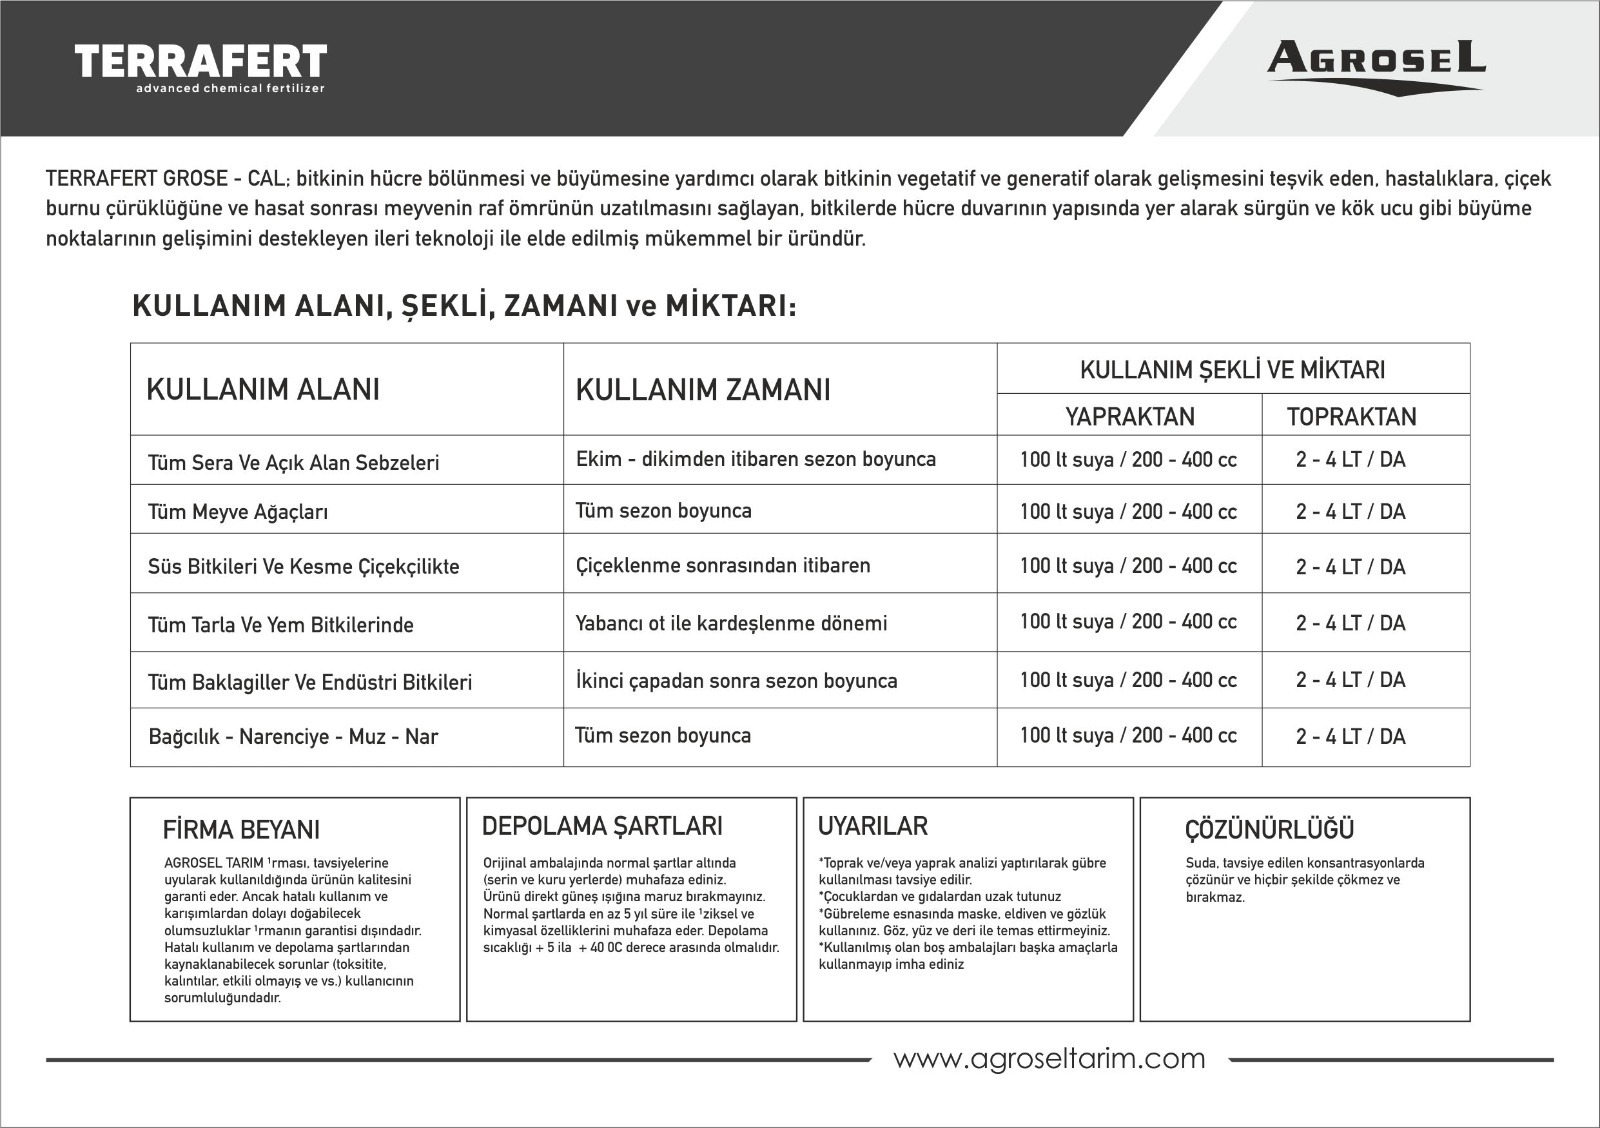 TERRAFERT
advanced chemical fertilizer
AGROSEL
TERRAFERT GROSE - CAL; bitkinin hücre bölünmesi ve büyümesine yardımcı olarak bitkinin vegetatif ve generatif olarak gelişmesini teşvik eden, hastalıklara, çiçek
burnu çürüklüğüne ve hasat sonrası meyvenin raf ömrünün uzatılmasını sağlayan, bitkilerde hücre duvarının yapısında yer alarak sürgün ve kök ucu gibi büyüme
noktalarının gelişimini destekleyen ileri teknoloji ile elde edilmiş mükemmel bir üründür.
KULLANIM ALANI, ŞEKLİ, ZAMANI ve MİKTARI:
KULLANIM ALANI KULLANIM ZAMANI KULLANIM ŞEKLİ VE MİKTARI
YAPRAKTAN TOPRAKTAN
Tüm Sera Ve Açık Alan Sebzeleri Ekim - dikimden itibaren sezon boyunca 100 lt suya / 200 - 400 cc 2 - 4 LT / DA
Tüm Meyve Ağaçları Tüm sezon boyunca 100 lt suya / 200 - 400 cc 2 - 4 LT / DA
Süs Bitkileri Ve Kesme Çiçekçilikte Çiçeklenme sonrasından itibaren 100 lt suya / 200 - 400 cc 2 - 4 LT / DA
Tüm Tarla Ve Yem Bitkilerinde Yabancı ot ile kardeşlenme dönemi 100 lt suya / 200 - 400 cc 2 - 4 LT / DA
Tüm Baklagiller Ve Endüstri Bitkileri İkinci çapadan sonra sezon boyunca 100 lt suya / 200 - 400 cc 2 - 4 LT / DA
Bağcılık - Narenciye - Muz - Nar Tüm sezon boyunca 100 lt suya / 200 - 400 cc 2 - 4 LT / DA
FİRMA BEYANI
AGROSEL TARIM ¹rması, tavsiyelerine
uyularak kullanıldığında ürünün kalitesini
garanti eder. Ancak hatalı kullanım ve
karışımlardan dolayı doğabilecek
olumsuzluklar ¹rmanın garantisi dışındadır.
Hatalı kullanım ve depolama şartlarından
kaynaklanabilecek sorunlar (toksitite,
kalıntılar, etkili olmayış ve vs.) kullanıcının
sorumluluğundadır.
DEPOLAMA ŞARTLARI
Orijinal ambalajında normal şartlar altında
(serin ve kuru yerlerde) muhafaza ediniz.
Ürünü direkt güneş ışığına maruz bırakmayınız.
Normal şartlarda en az 5 yıl süre ile ¹ziksel ve
kimyasal özelliklerini muhafaza eder. Depolama
sıcaklığı + 5 ila + 40 0C derece arasında olmalıdır.
UYARILAR
*Toprak ve/veya yaprak analizi yaptırılarak gübre
kullanılması tavsiye edilir.
*Çocuklardan ve gıdalardan uzak tutunuz
*Gübreleme esnasında maske, eldiven ve gözlük
kullanınız. Göz, yüz ve deri ile temas ettirmeyiniz.
*Kullanılmış olan boş ambalajları başka amaçlarla
kullanmayıp imha ediniz
ÇÖZÜNÜRLÜĞÜ
Suda, tavsiye edilen konsantrasyonlarda
çözünür ve hiçbir şekilde çökmez ve
bırakmaz.
www.agroseltarim.com